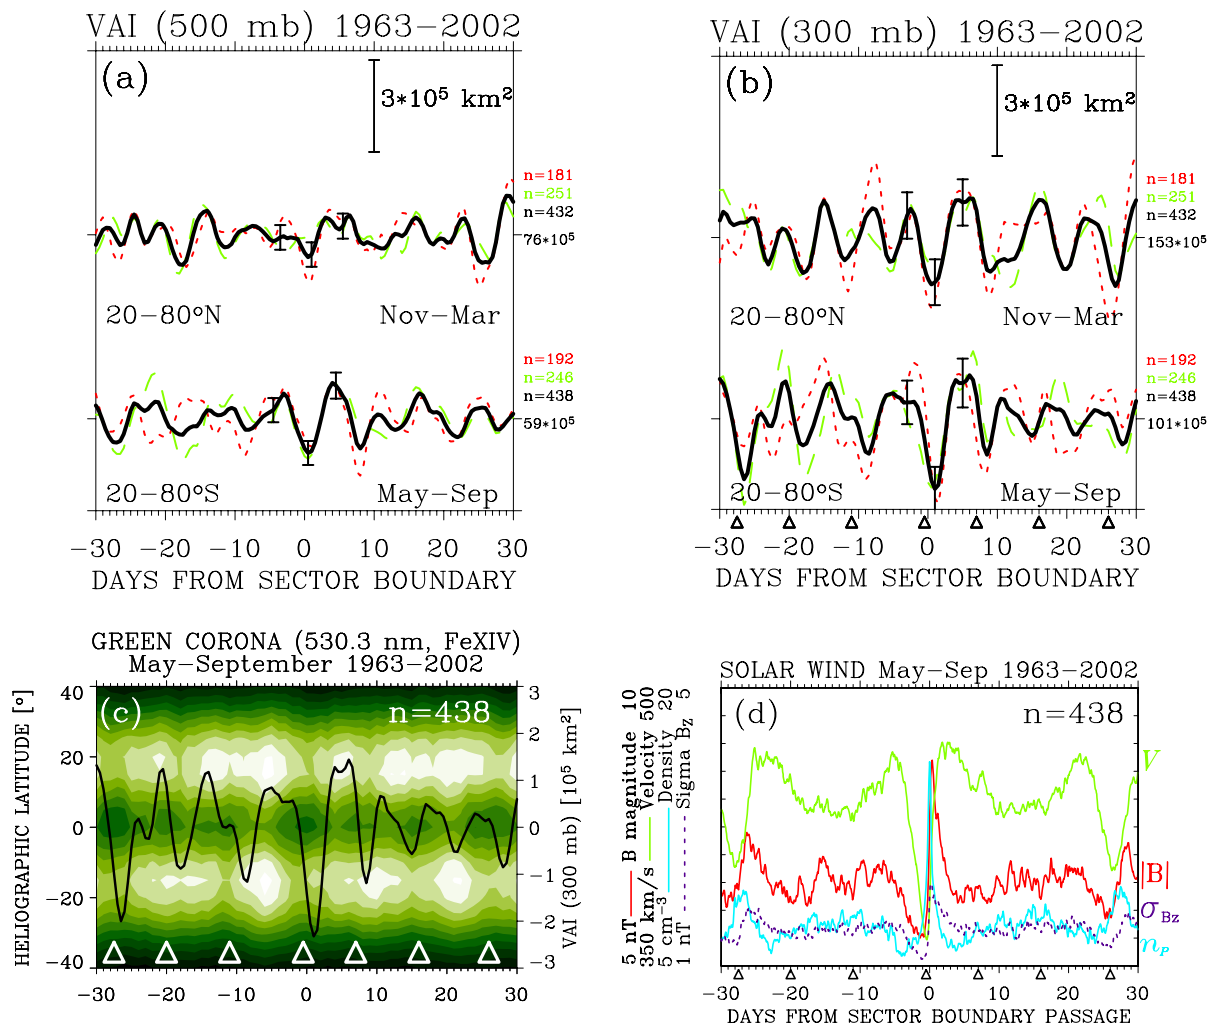 VAI (500 mb) 1963−2002
(a)
3*10⁵ km²
n=181
n=251
n=432
76*10⁵
20−80°N
Nov−Mar
n=192
n=246
n=438
59*10⁵
20−80°S
May−Sep
−30 −20 −10 0 10 20 30
DAYS FROM SECTOR BOUNDARY
VAI (300 mb) 1963−2002
(b)
3*10⁵ km²
n=181
n=251
n=432
153*10⁵
20−80°N
Nov−Mar
n=192
n=246
n=438
101*10⁵
20−80°S
May−Sep
−30 −20 −10 0 10 20 30
DAYS FROM SECTOR BOUNDARY
GREEN CORONA (530.3 nm, FeXIV)
May−September 1963−2002
(c)
n=438
HELIOGRAPHIC LATITUDE [°]
40
20
0
−20
−40
3
2
1
0
−1
−2
−3
VAI (300 mb) [10⁵ km²]
−30 −20 −10 0 10 20 30
SOLAR WIND May−Sep 1963−2002
(d)
n=438
5 nT B magnitude 10
350 km/s Velocity 500
5 cm⁻³ Density 20
1 nT Sigma Bz 5
V
|B|
σBz
nP
−30 −20 −10 0 10 20 30
DAYS FROM SECTOR BOUNDARY PASSAGE